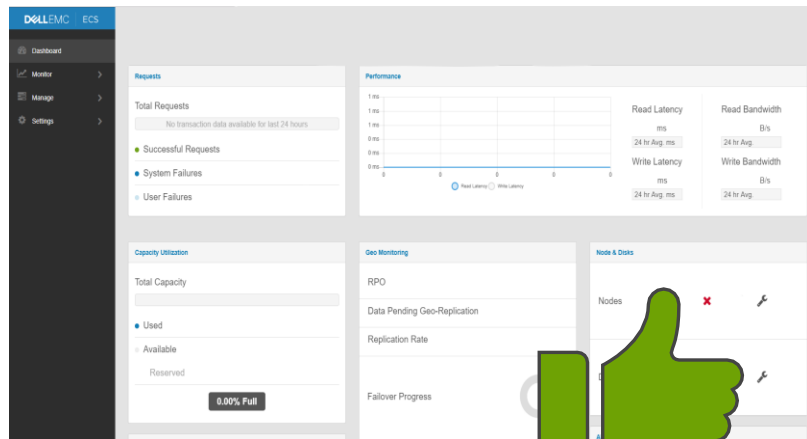 DELLEMC ECS
Dashboard
Monitor
Manage
Settings
Requests
Total Requests
No transaction data available for last 24 hours
Successful Requests
System Failures
User Failures
Performance
1 ms
1 ms
1 ms
0 ms
0 ms
0 ms
0 0 0 0 0
Read Latency Write Latency
Read Latency
ms
24 hr Avg. ms
Write Latency
ms
24 hr Avg. ms
Read Bandwidth
B/s
24 hr Avg.
Write Bandwidth
B/s
24 hr Avg.
Capacity Utilization
Total Capacity
Used
Available
Reserved
0.00% Full
Geo Monitoring
RPO
Data Pending Geo-Replication
Replication Rate
Failover Progress
Node & Disks
Nodes